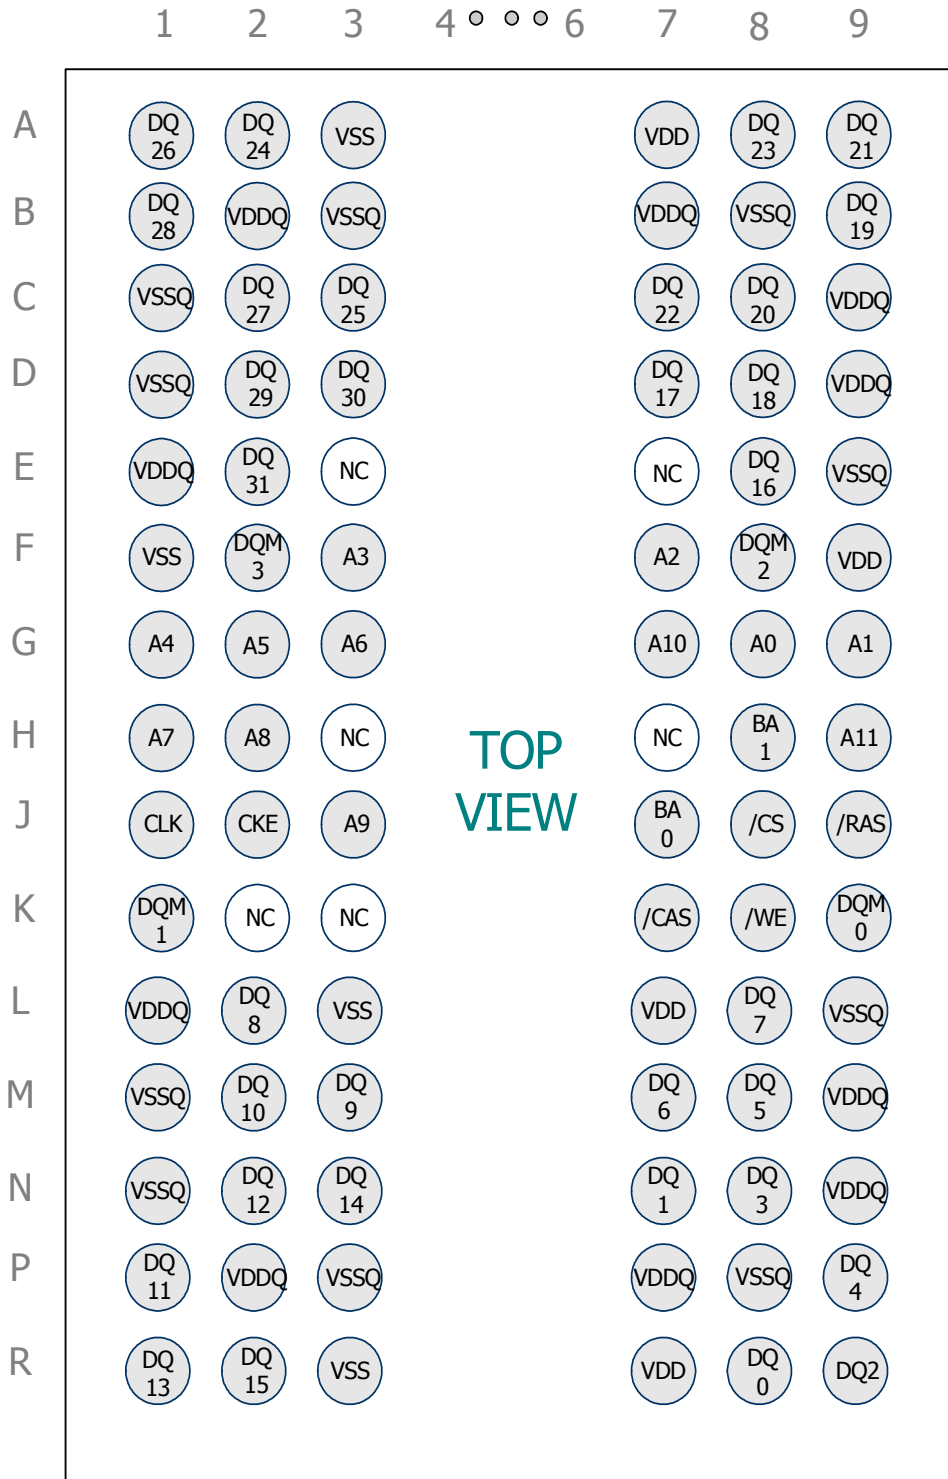 1 2 3 4 6 7 8 9
A DQ 26 DQ 24 VSS VDD DQ 23 DQ 21
B DQ 28 VDDQ VSSQ VDDQ VSSQ DQ 19
C VSSQ DQ 27 DQ 25 DQ 22 DQ 20 VDDQ
D VSSQ DQ 29 DQ 30 DQ 17 DQ 18 VDDQ
E VDDQ DQ 31 NC NC DQ 16 VSSQ
F VSS DQM 3 A3 A2 DQM 2 VDD
G A4 A5 A6 A10 A0 A1
H A7 A8 NC NC BA 1 A11
TOP
VIEW
J CLK CKE A9 BA 0 /CS /RAS
K DQM 1 NC NC /CAS /WE DQM 0
L VDDQ DQ 8 VSS VDD DQ 7 VSSQ
M VSSQ DQ 10 DQ 9 DQ 6 DQ 5 VDDQ
N VSSQ DQ 12 DQ 14 DQ 1 DQ 3 VDDQ
P DQ 11 VDDQ VSSQ VDDQ VSSQ DQ 4
R DQ 13 DQ 15 VSS VDD DQ 0 DQ2